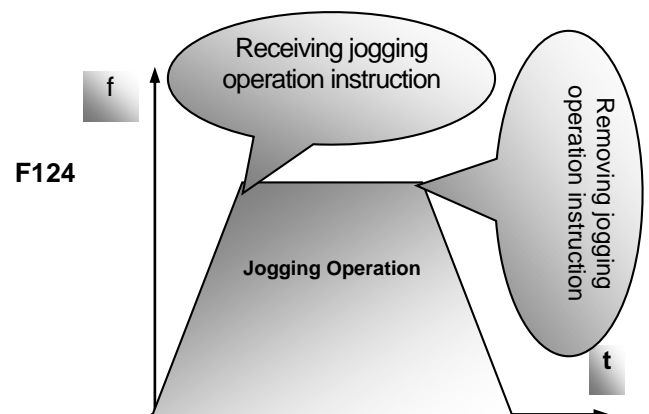 Receiving jogging
operation instruction
f
F124
Removing jogging
operation instruction
Jogging Operation
t